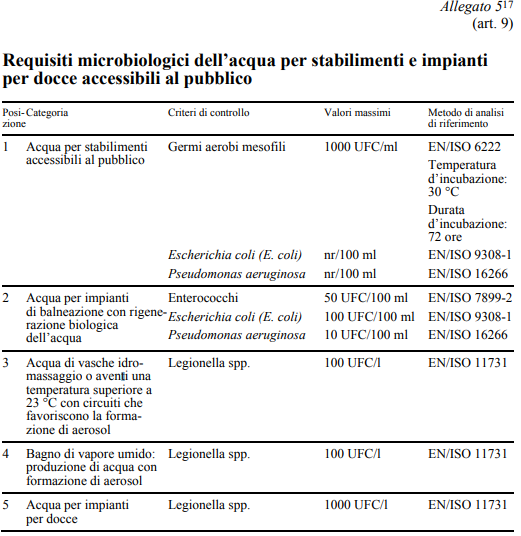 Allegato 5¹⁷
(art. 9)
Requisiti microbiologici dell'acqua per stabilimenti e impianti
per docce accessibili al pubblico
Posi- Categoria Criteri di controllo Valori massimi Metodo di analisi
zione di riferimento
1 Acqua per stabilimenti Germi aerobi mesofili 1000 UFC/ml EN/ISO 6222
accessibili al pubblico Temperatura
d'incubazione:
30 °C
Durata
d'incubazione:
72 ore
Escherichia coli (E. coli) nr/100 ml EN/ISO 9308-1
Pseudomonas aeruginosa nr/100 ml EN/ISO 16266
2 Acqua per impianti Enterococchi 50 UFC/100 ml EN/ISO 7899-2
di balneazione con rigene- Escherichia coli (E. coli) 100 UFC/100 ml EN/ISO 9308-1
razione biologica Pseudomonas aeruginosa 10 UFC/100 ml EN/ISO 16266
dell'acqua
3 Acqua di vasche idro- Legionella spp. 100 UFC/l EN/ISO 11731
massaggio o aventi una
temperatura superiore a
23 °C con circuiti che
favoriscono la forma-
zione di aerosol
4 Bagno di vapore umido: Legionella spp. 100 UFC/l EN/ISO 11731
produzione di acqua con
formazione di aerosol
5 Acqua per impianti Legionella spp. 1000 UFC/l EN/ISO 11731
per docce